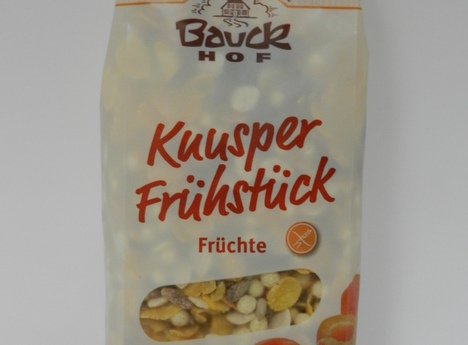 Bauck
HOF
Knusper
Frühstück
Früchte